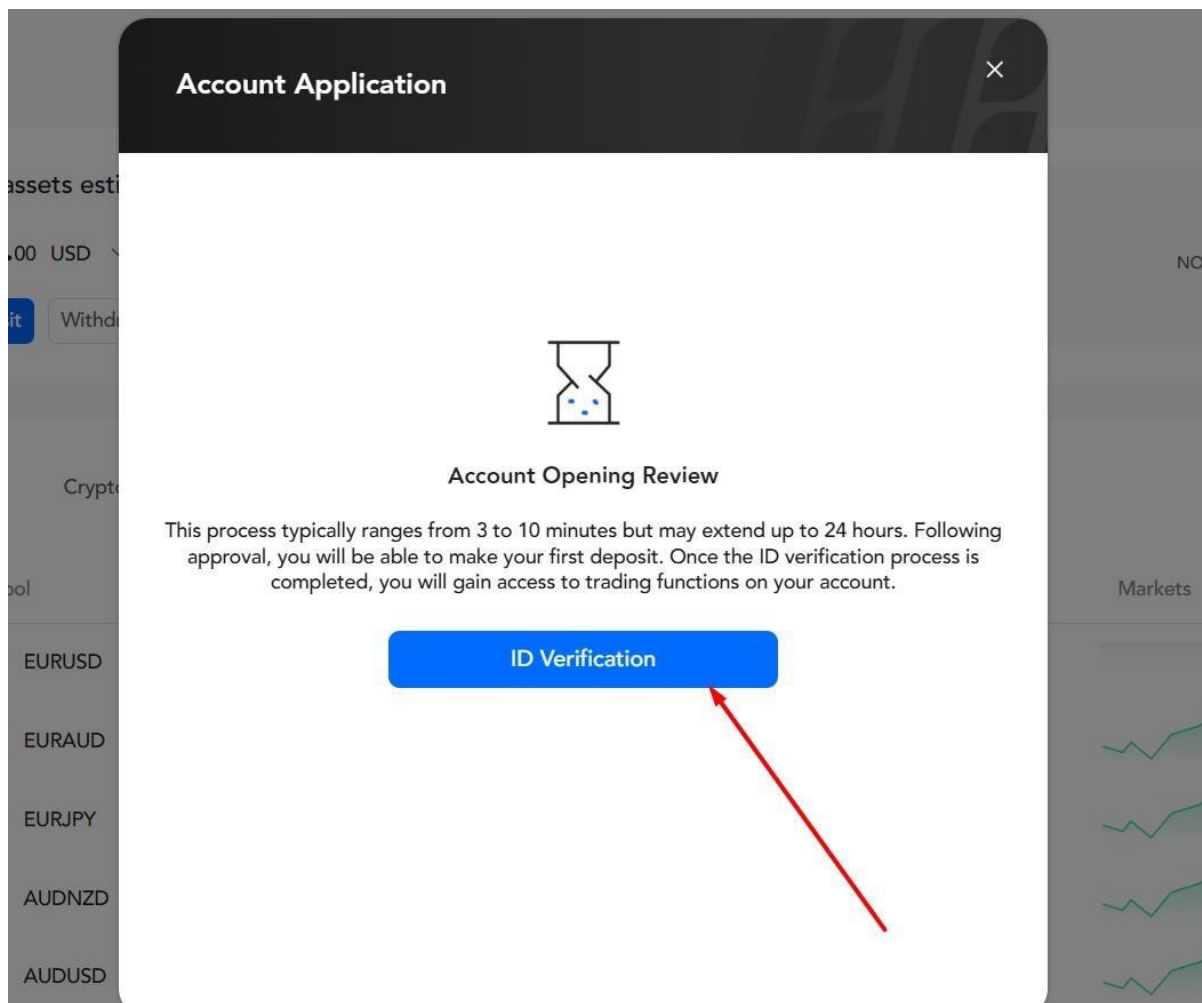 Account Application
assets esti
.00 USD
NO
it Withd
Account Opening Review
Crypt
This process typically ranges from 3 to 10 minutes but may extend up to 24 hours. Following
approval, you will be able to make your first deposit. Once the ID verification process is
completed, you will gain access to trading functions on your account.
ool Markets
ID Verification
EURUSD
EURAUD
EURJPY
AUDNZD
AUDUSD